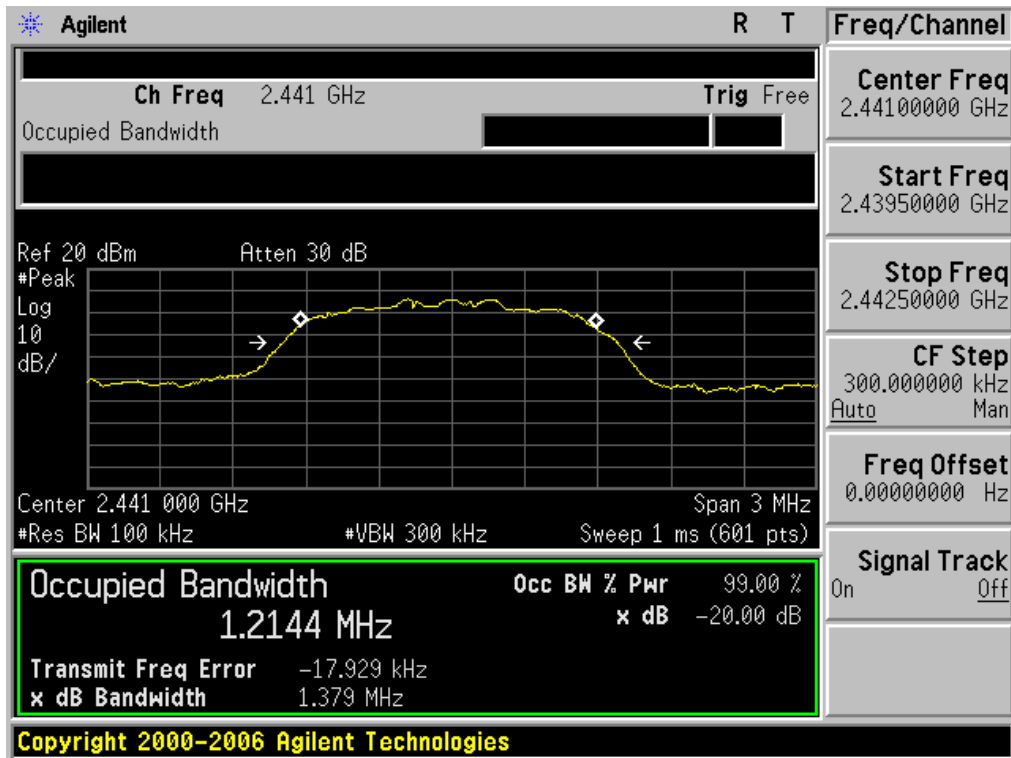 Agilent R T
Ch Freq 2.441 GHz Trig Free
Occupied Bandwidth
Ref 20 dBm Atten 30 dB
#Peak
Log
10
dB/
Center 2.441 000 GHz Span 3 MHz
#Res BW 100 kHz #VBW 300 kHz Sweep 1 ms (601 pts)
Occupied Bandwidth
1.2144 MHz
Occ BW % Pwr 99.00 %
x dB -20.00 dB
Transmit Freq Error -17.929 kHz
x dB Bandwidth 1.379 MHz
Copyright 2000-2006 Agilent Technologies
Freq/Channel
Center Freq
2.44100000 GHz
Start Freq
2.43950000 GHz
Stop Freq
2.44250000 GHz
CF Step
300.000000 kHz
Auto Man
Freq Offset
0.00000000 Hz
Signal Track
On Off